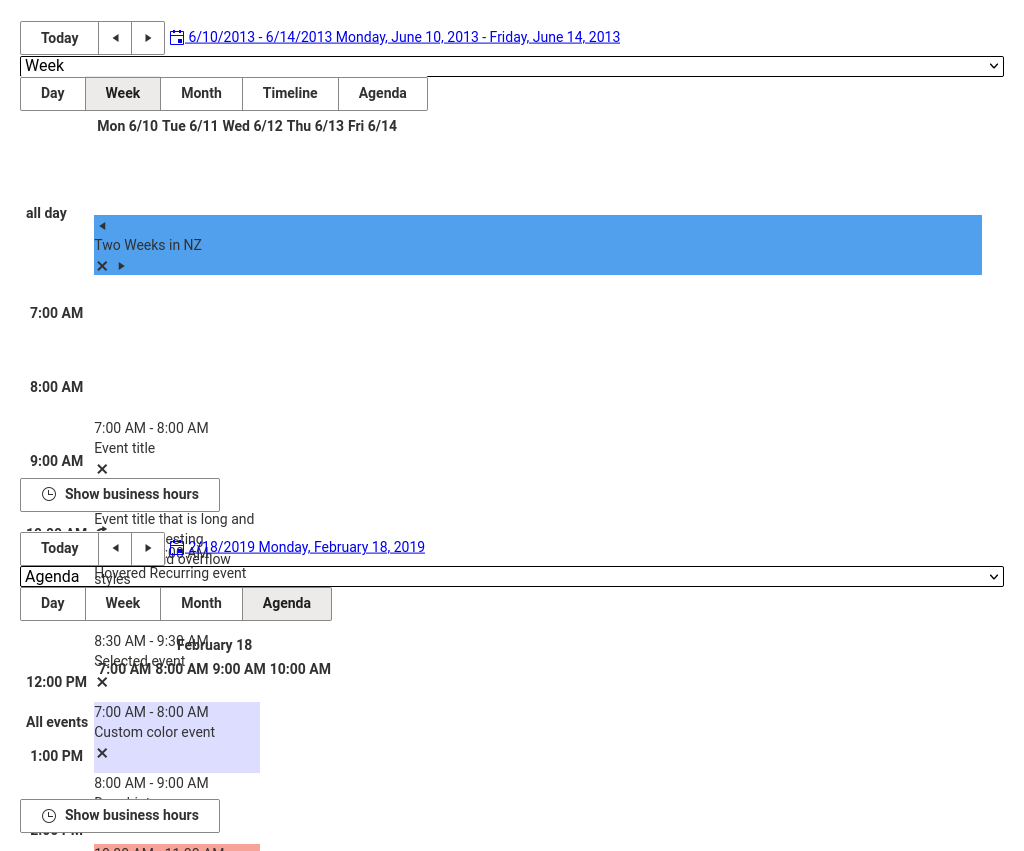 Today 6/10/2013 - 6/14/2013 Monday, June 10, 2013 - Friday, June 14, 2013
Week
Day Week Month Timeline Agenda
Mon 6/10 Tue 6/11 Wed 6/12 Thu 6/13 Fri 6/14
all day
Two Weeks in NZ
7:00 AM
8:00 AM
7:00 AM - 8:00 AM
Event title
9:00 AM
Show business hours
Event title that is long and
styles
Today 2/18/2019 Monday, February 18, 2019
d overflow
Hovered Recurring event
Agenda
Day Week Month Agenda
8:30 AM - 9:30 AM
February 18
Selected event
7:00 AM 8:00 AM 9:00 AM 10:00 AM
12:00 PM
7:00 AM - 8:00 AM
All events
Custom color event
1:00 PM
8:00 AM - 9:00 AM
Show business hours
10:00 AM - 11:00 AM